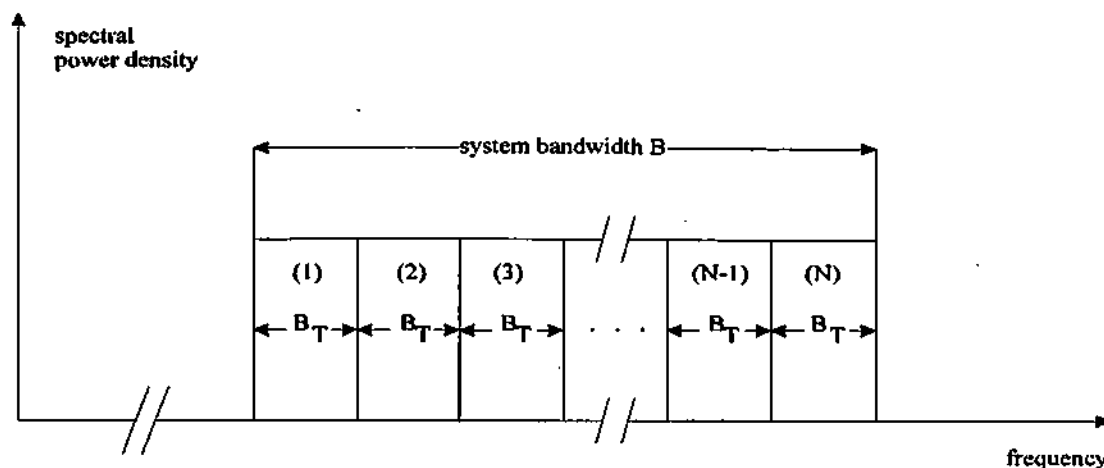 spectral
power density
system bandwidth B
(1) (2) (3) (N-1) (N)
B_T B_T B_T . . . B_T B_T
frequency